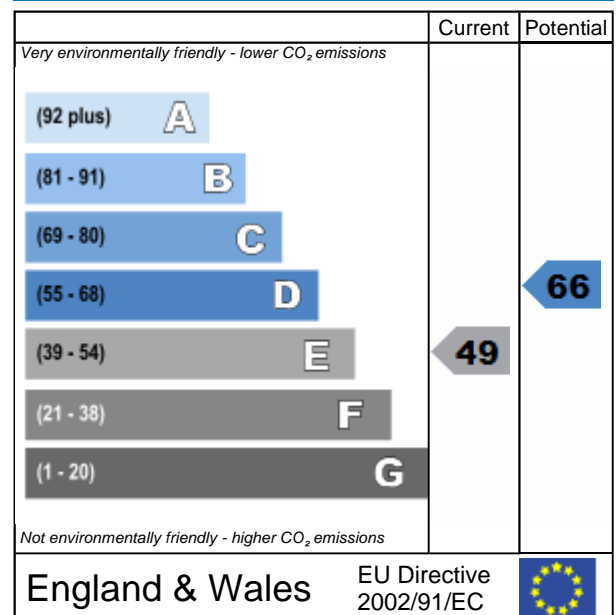 Current Potential
Very environmentally friendly - lower CO₂ emissions
(92 plus) A
(81 - 91) B
(69 - 80) C
(55 - 68) D
66
(39 - 54) E
49
(21 - 38) F
(1 - 20) G
Not environmentally friendly - higher CO₂ emissions
England & Wales
EU Directive
2002/91/EC